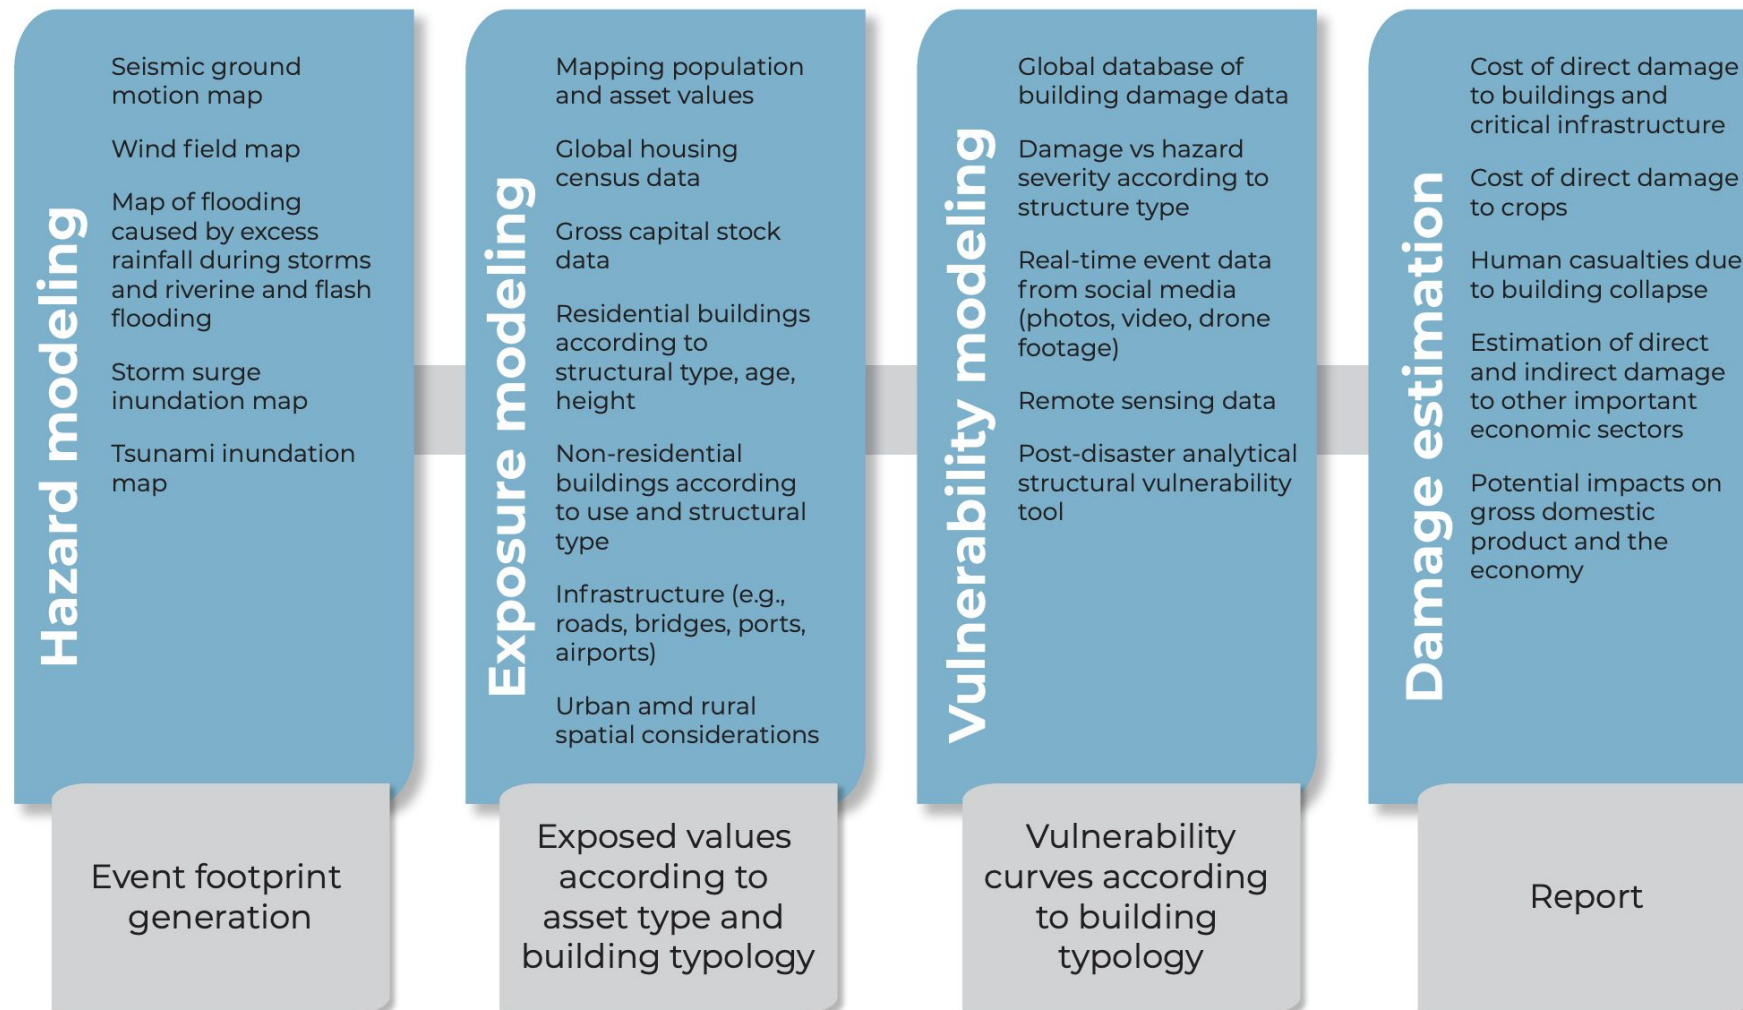 Hazard modeling
Seismic ground
motion map
Wind field map
Map of flooding
caused by excess
rainfall during storms
and riverine and flash
flooding
Storm surge
inundation map
Tsunami inundation
map
Event footprint
generation
Exposure modeling
Mapping population
and asset values
Global housing
census data
Gross capital stock
data
Residential buildings
according to
structural type, age,
height
Non-residential
buildings according
to use and structural
type
Infrastructure (e.g.,
roads, bridges, ports,
airports)
Urban amd rural
spatial considerations
Exposed values
according to
asset type and
building typology
Vulnerability modeling
Global database of
building damage data
Damage vs hazard
severity according to
structure type
Real-time event data
from social media
(photos, video, drone
footage)
Remote sensing data
Post-disaster analytical
structural vulnerability
tool
Vulnerability
curves according
to building
typology
Damage estimation
Cost of direct damage
to buildings and
critical infrastructure
Cost of direct damage
to crops
Human casualties due
to building collapse
Estimation of direct
and indirect damage
to other important
economic sectors
Potential impacts on
gross domestic
product and the
economy
Report